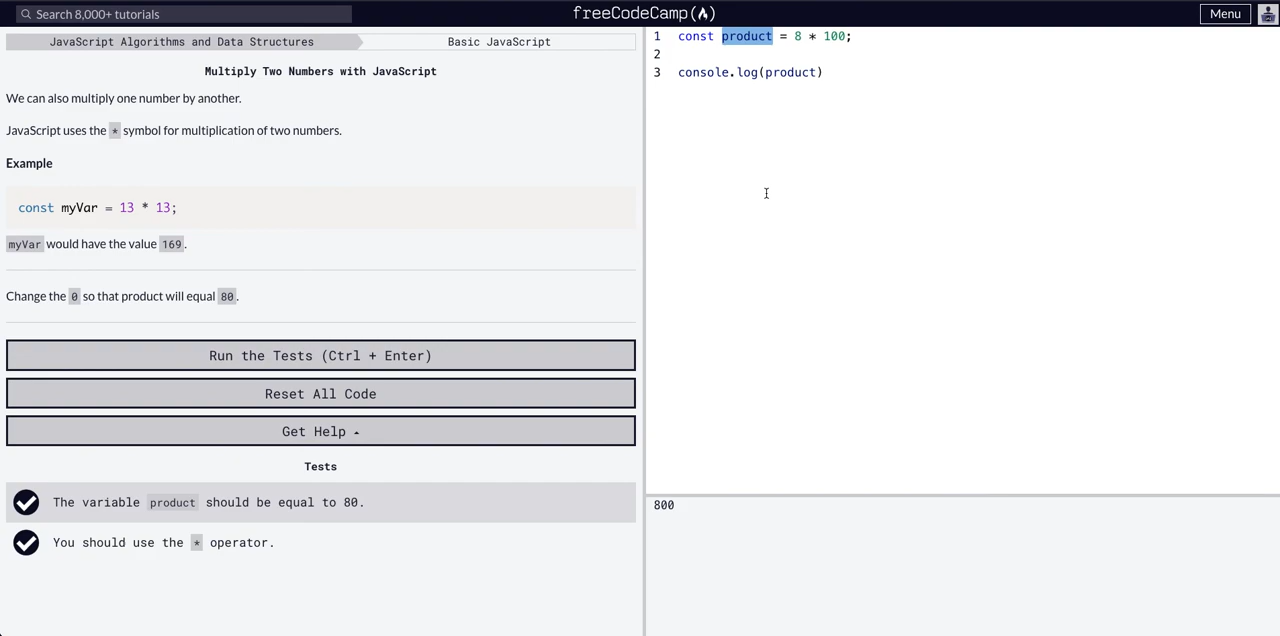 Search 8,000+ tutorials
freeCodeCamp
Menu
JavaScript Algorithms and Data Structures
Basic JavaScript
Multiply Two Numbers with JavaScript
We can also multiply one number by another.
JavaScript uses the * symbol for multiplication of two numbers.
Example
const myVar = 13 * 13;
myVar would have the value 169.
Change the 0 so that product will equal 80.
Run the Tests (Ctrl + Enter)
Reset All Code
Get Help
Tests
The variable product should be equal to 80.
You should use the * operator.
1 const product = 8 * 100;
2
3 console.log(product)
800